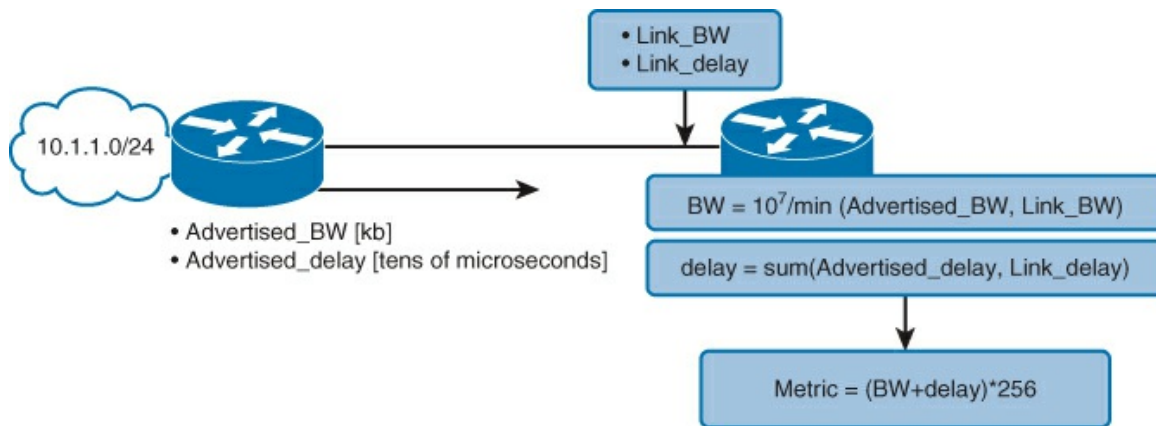 • Link_BW
• Link_delay
10.1.1.0/24
• Advertised_BW [kb]
• Advertised_delay [tens of microseconds]
BW = 10⁷/min (Advertised_BW, Link_BW)
delay = sum(Advertised_delay, Link_delay)
Metric = (BW+delay)*256